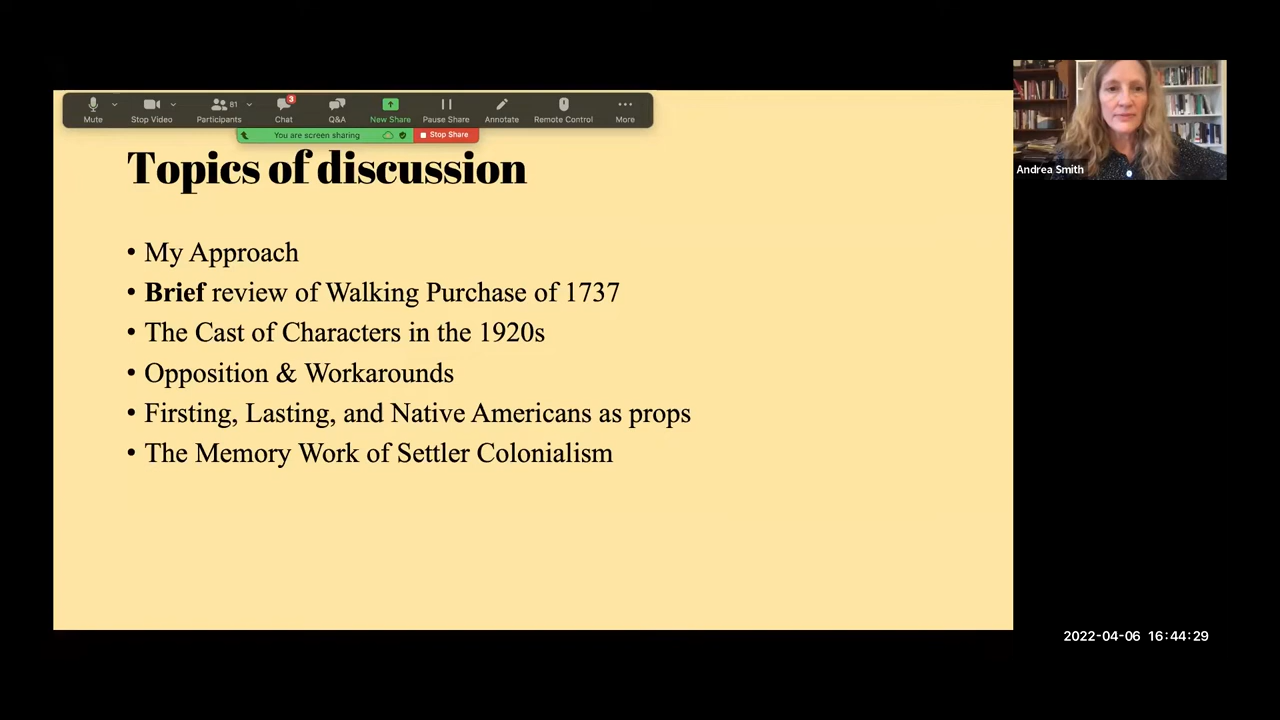 81
3
Mute
Stop Video
Participants
Chat
Q&A
New Share
Pause Share
Annotate
Remote Control
More
You are screen sharing
Stop Share
Topics of discussion
• My Approach
• Brief review of Walking Purchase of 1737
• The Cast of Characters in the 1920s
• Opposition & Workarounds
• Firsting, Lasting, and Native Americans as props
• The Memory Work of Settler Colonialism
Andrea Smith
2022-04-06 16:44:29